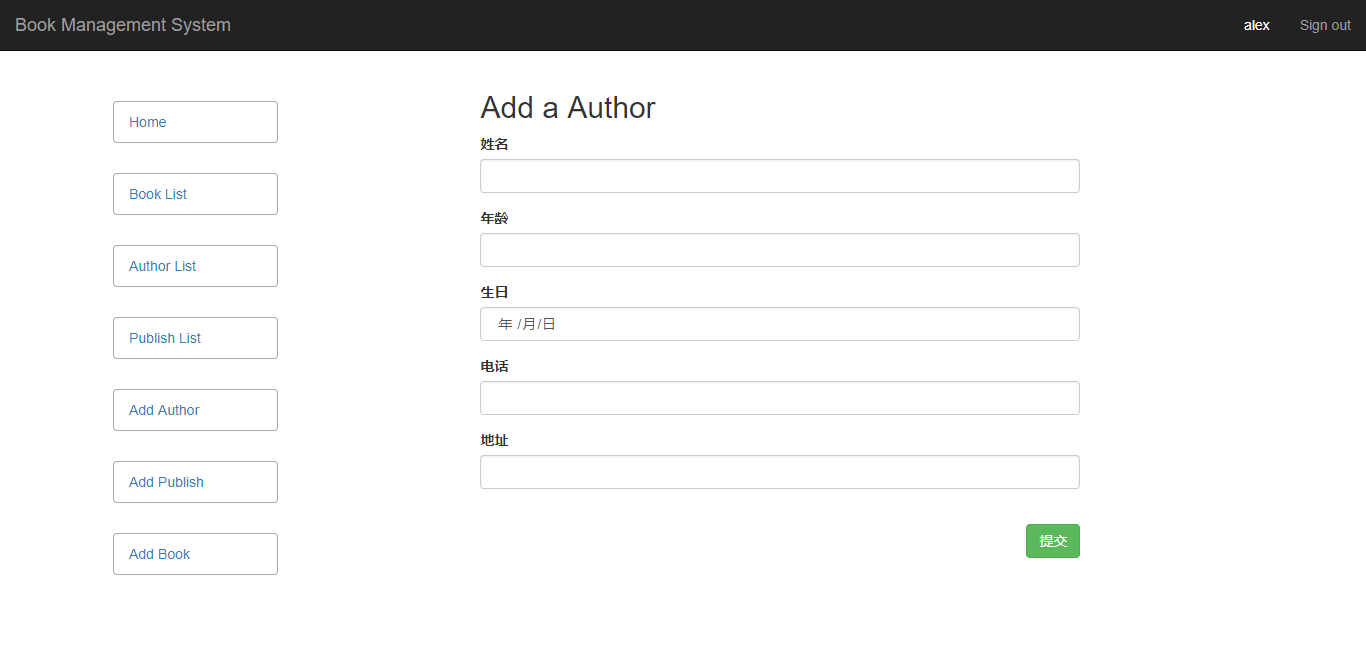 Book Management System
alex
Sign out
Home
Book List
Author List
Publish List
Add Author
Add Publish
Add Book
Add a Author
姓名
年龄
生日
年 /月/日
电话
地址
提交